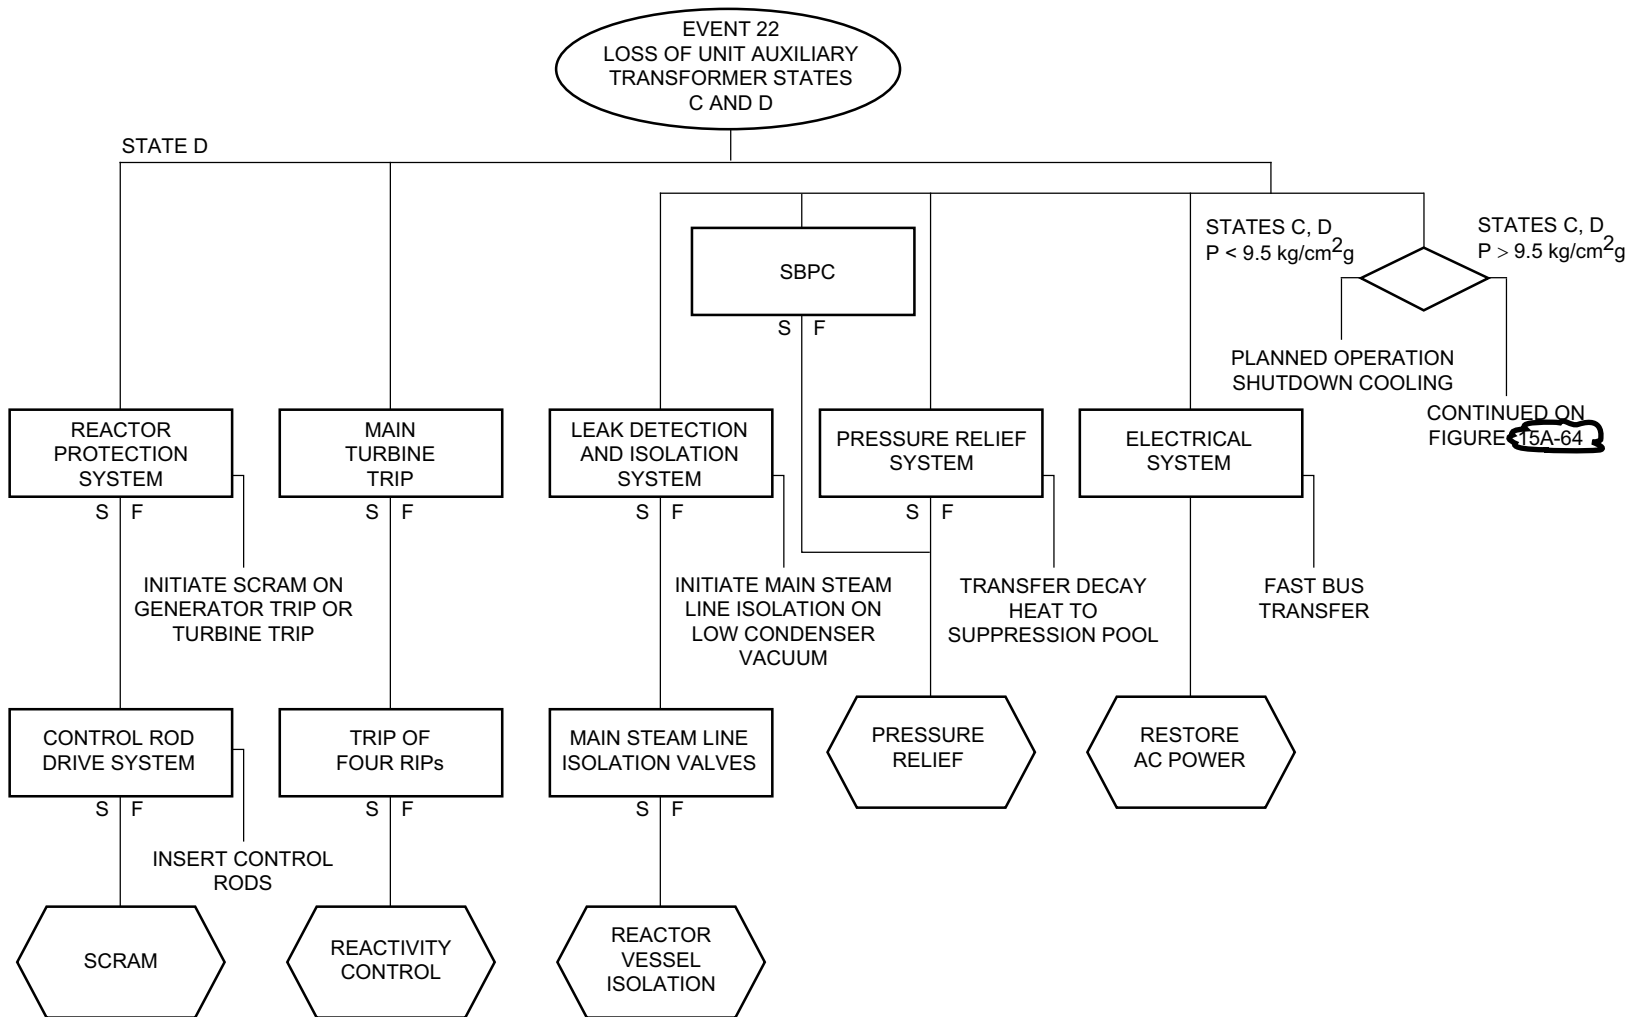 EVENT 22
LOSS OF UNIT AUXILIARY
TRANSFORMER STATES
C AND D
STATE D
STATES C, D
P < 9.5 kg/cm2g
STATES C, D
P > 9.5 kg/cm2g
SBPC
S F
PLANNED OPERATION
SHUTDOWN COOLING
CONTINUED ON
FIGURE 15A-64
REACTOR
PROTECTION
SYSTEM
S F
MAIN
TURBINE
TRIP
S F
LEAK DETECTION
AND ISOLATION
SYSTEM
S F
PRESSURE RELIEF
SYSTEM
S F
ELECTRICAL
SYSTEM
INITIATE SCRAM ON
GENERATOR TRIP OR
TURBINE TRIP
INITIATE MAIN STEAM
LINE ISOLATION ON
LOW CONDENSER
VACUUM
TRANSFER DECAY
HEAT TO
SUPPRESSION POOL
FAST BUS
TRANSFER
CONTROL ROD
DRIVE SYSTEM
S F
TRIP OF
FOUR RIPs
S F
MAIN STEAM LINE
ISOLATION VALVES
S F
PRESSURE
RELIEF
RESTORE
AC POWER
INSERT CONTROL
RODS
SCRAM
REACTIVITY
CONTROL
REACTOR
VESSEL
ISOLATION